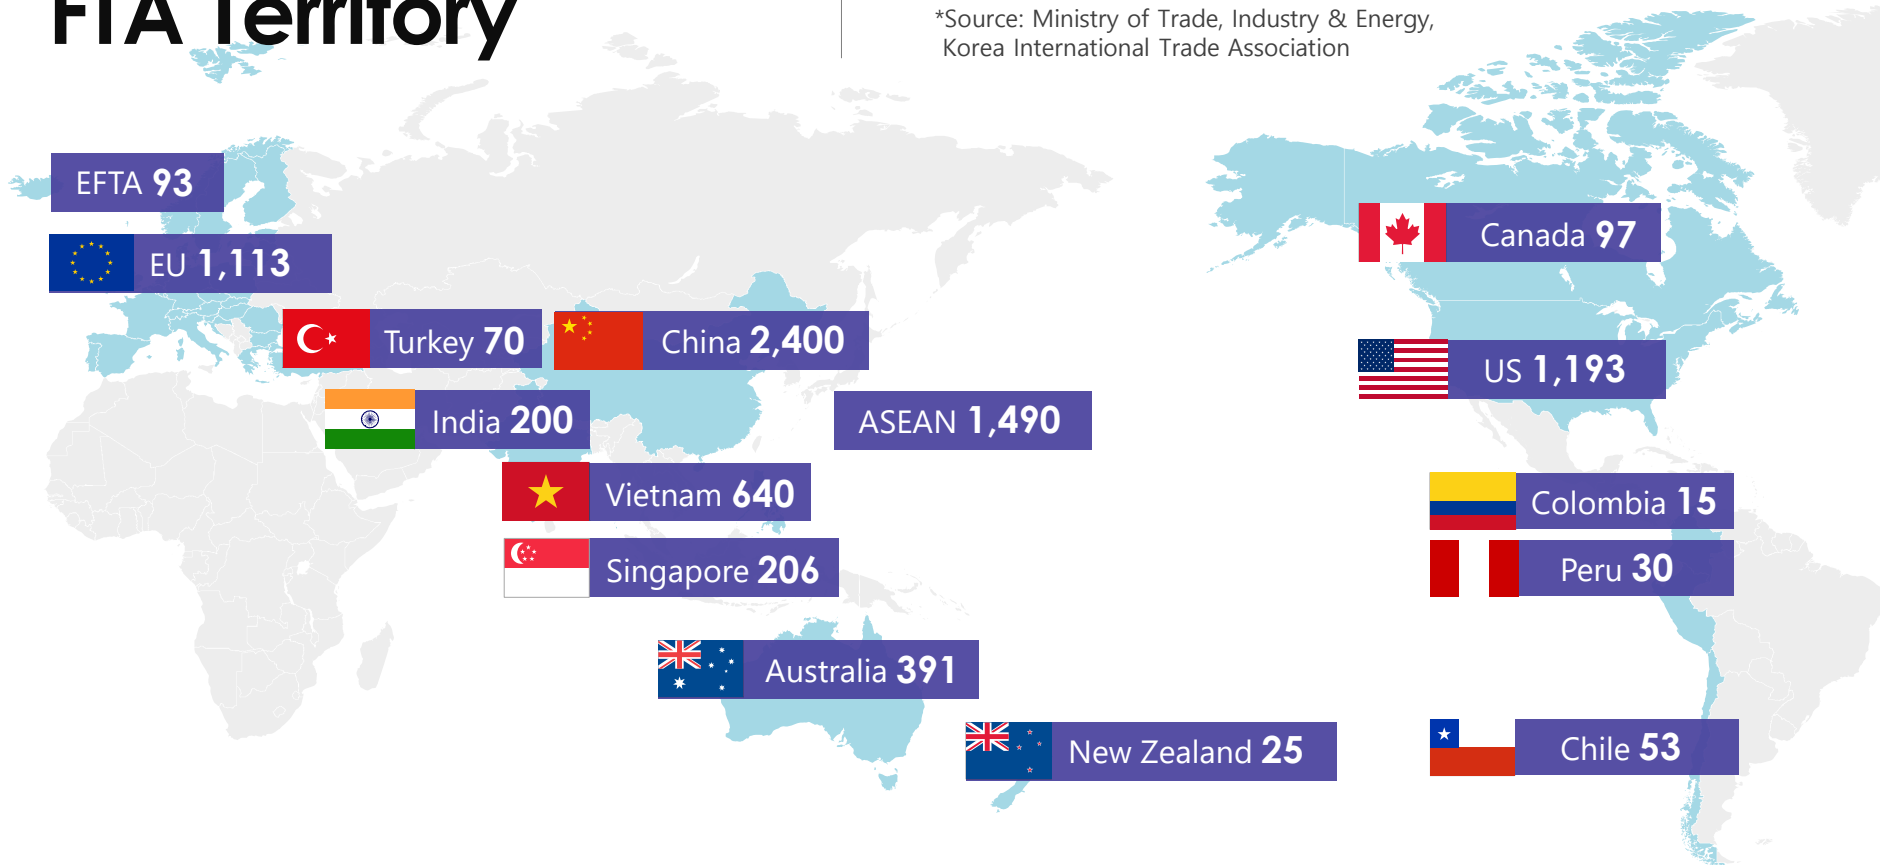 FTA Territory
*Source: Ministry of Trade, Industry & Energy,
Korea International Trade Association
EFTA 93
EU 1,113
Turkey 70
China 2,400
India 200
ASEAN 1,490
Vietnam 640
Singapore 206
Australia 391
New Zealand 25
Canada 97
US 1,193
Colombia 15
Peru 30
Chile 53